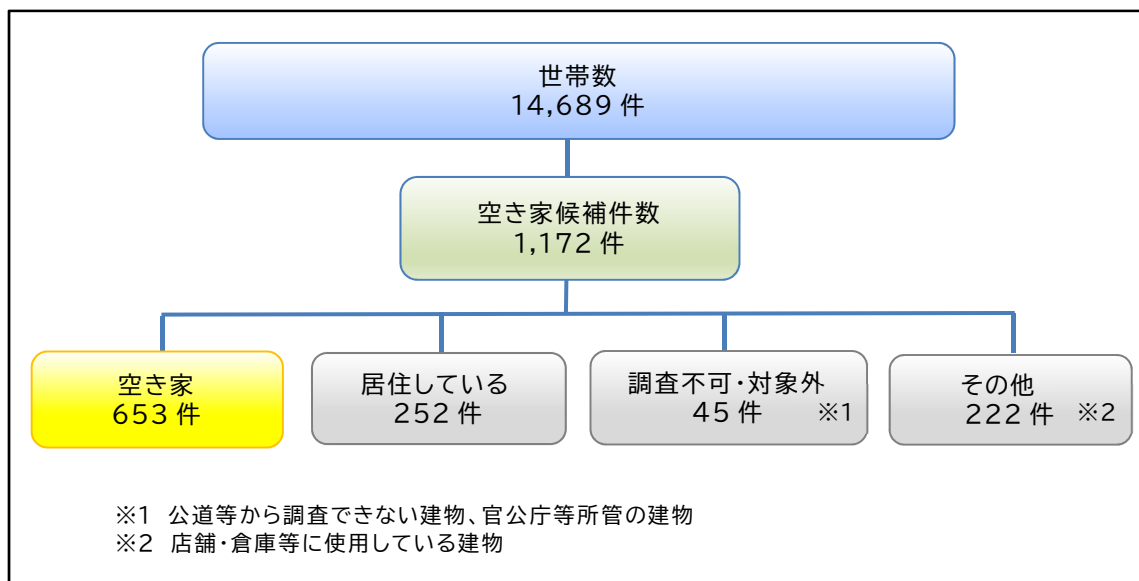 世帯数
14,689 件
空き家候補件数
1,172 件
空き家
653 件
居住している
252 件
調査不可・対象外
45 件 ※1
その他
222 件 ※2
※1 公道等から調査できない建物、官公庁等所管の建物
※2 店舗・倉庫等に使用している建物